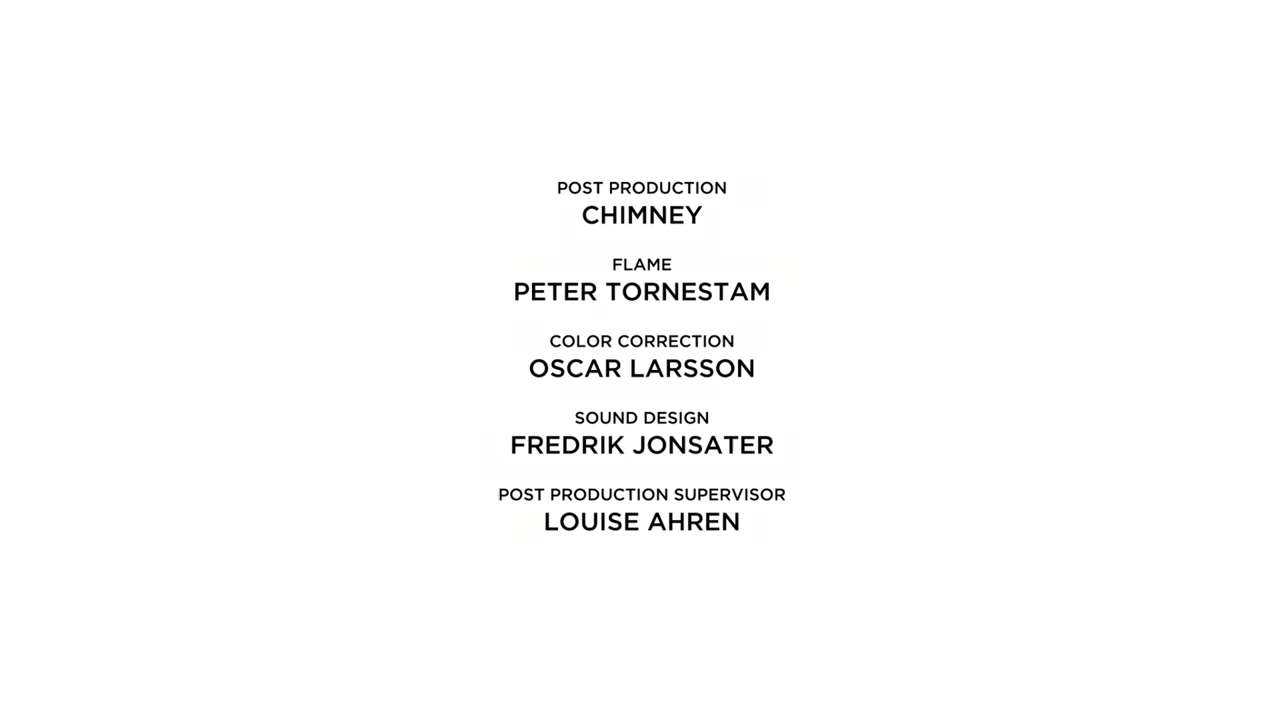 POST PRODUCTION
CHIMNEY
FLAME
PETER TORNESTAM
COLOR CORRECTION
OSCAR LARSSON
SOUND DESIGN
FREDRIK JONSATER
POST PRODUCTION SUPERVISOR
LOUISE AHREN